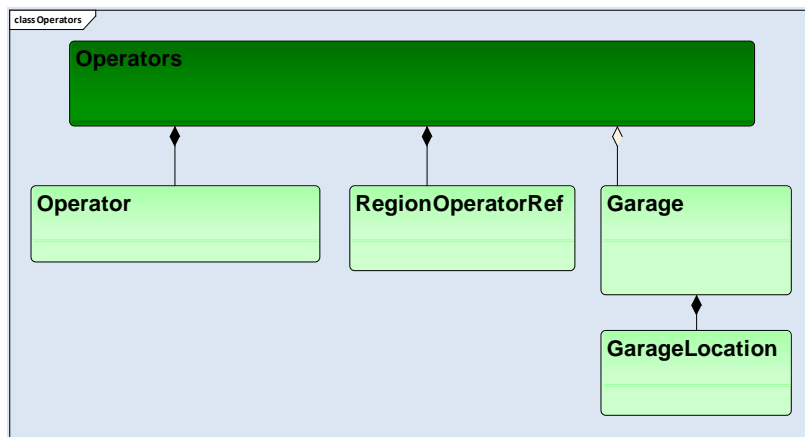 class Operators
Operators
Operator
RegionOperatorRef
Garage
GarageLocation